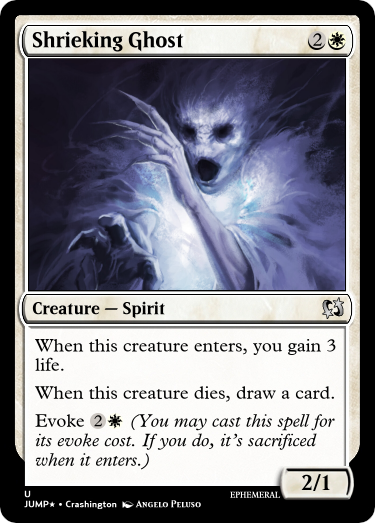 Shrieking Ghost 2
Creature — Spirit
When this creature enters, you gain 3
life.
When this creature dies, draw a card.
Evoke 2 (You may cast this spell for
its evoke cost. If you do, it's sacrificed
when it enters.)
2/1
U
JUMP★ • Crashington ANGELO PELUSO
EPHEMERAL